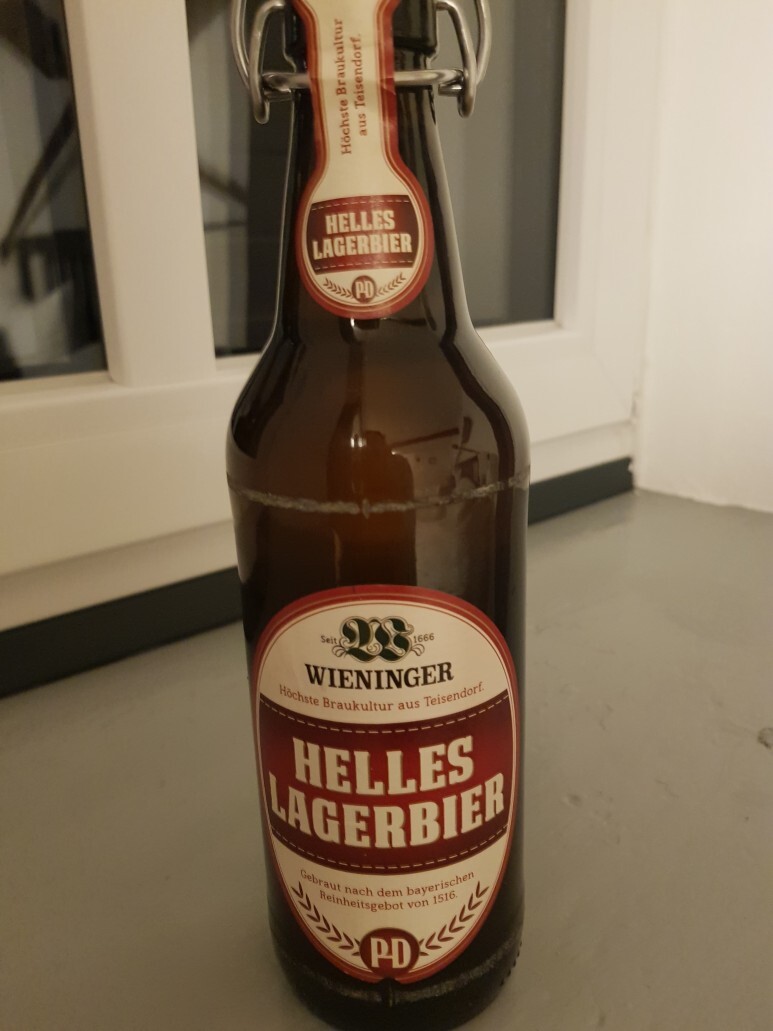 Höchste Braukultur
aus Teisendorf.
HELLES
LAGERBIER
PD
Seit W 1666
WIENINGER
Höchste Braukultur aus Teisendorf.
HELLES
LAGERBIER
Gebraut nach dem bayerischen
Reinheitsgebot von 1516.
PD